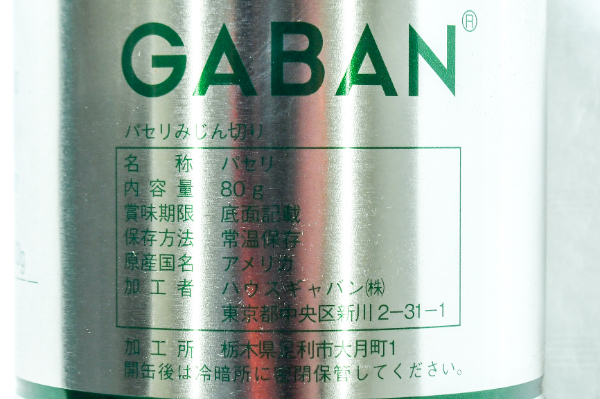 GABAN®
パセリみじん切り
名称 パセリ
内容量 80g
賞味期限 底面記載
保存方法 常温保存
原産国名 アメリカ
加工者 ハウスギャバン㈱
東京都中央区新川2-31-1
加工所 栃木県足利市大月町1
開缶後は冷暗所に密閉保管してください。